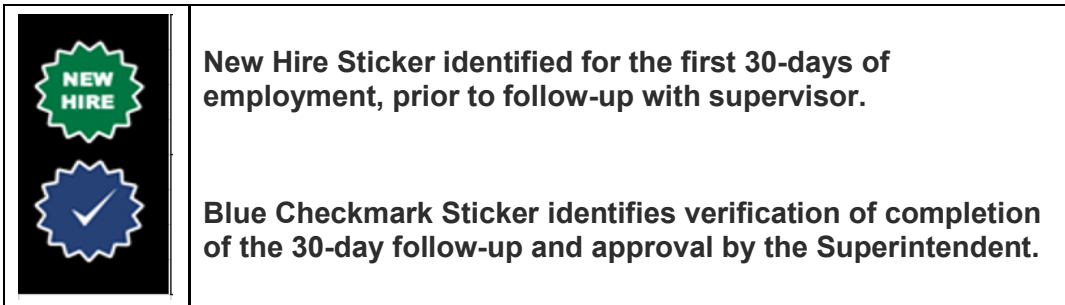 NEW
HIRE
New Hire Sticker identified for the first 30-days of
employment, prior to follow-up with supervisor.
Blue Checkmark Sticker identifies verification of completion
of the 30-day follow-up and approval by the Superintendent.